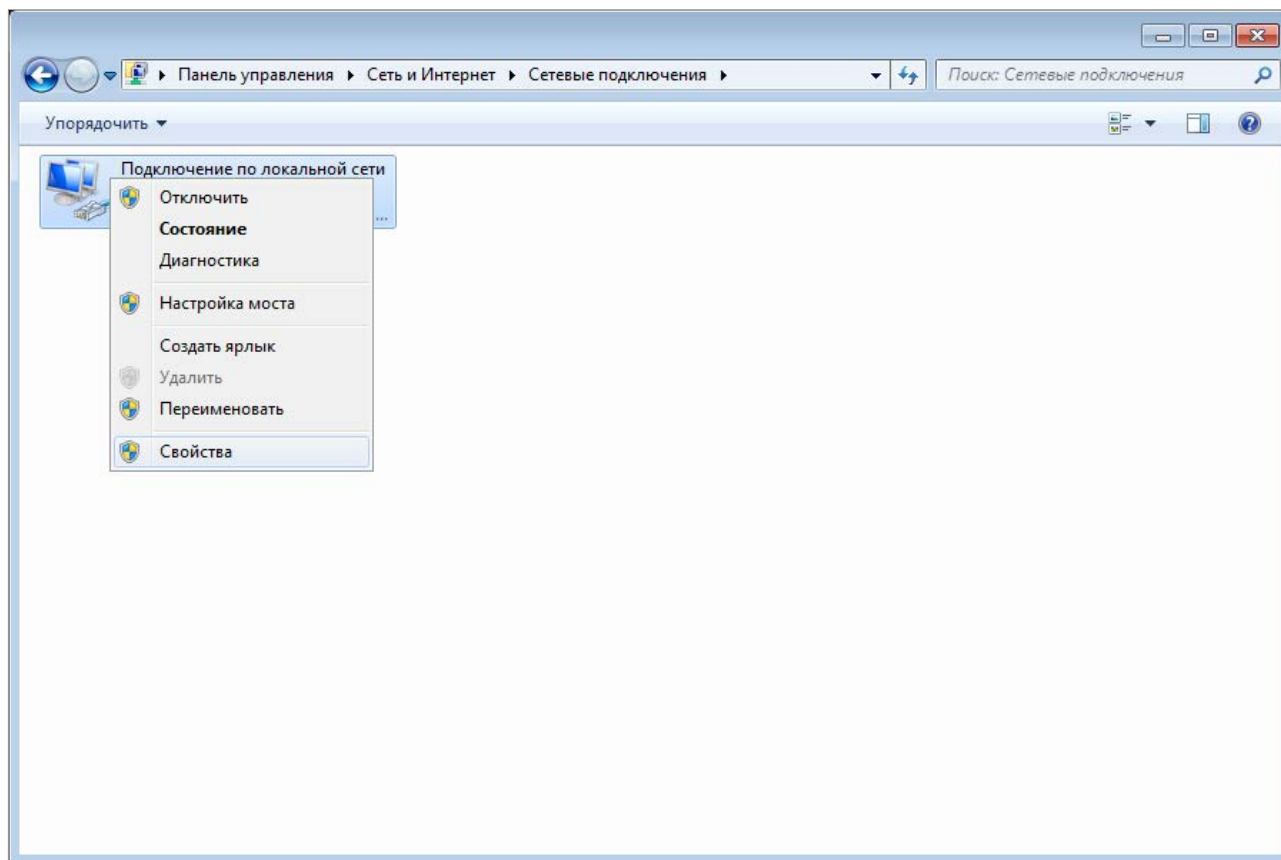 Панель управления Сеть и Интернет Сетевые подключения
Поиск: Сетевые подключения
Упорядочить
Подключение по локальной сети
...
Отключить
Состояние
Диагностика
Настройка моста
Создать ярлык
Удалить
Переименовать
Свойства